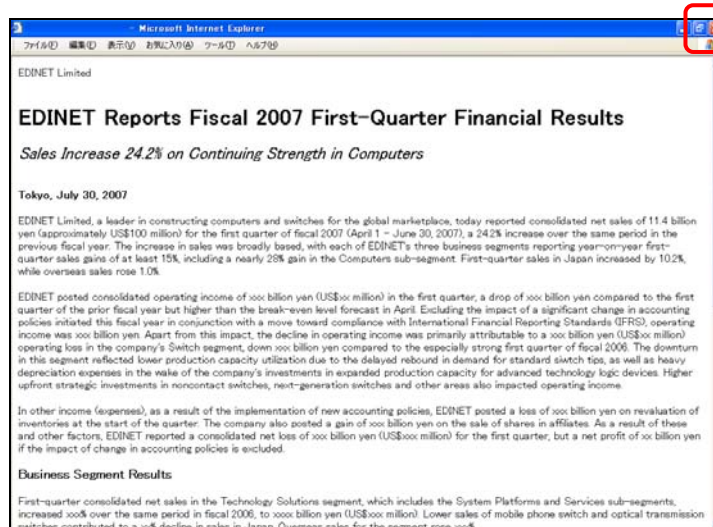 - Microsoft Internet Explorer
ファイル(F) 編集(E) 表示(V) お気に入り(A) ツール(T) ヘルプ(H)
EDINET Limited
EDINET Reports Fiscal 2007 First-Quarter Financial Results
Sales Increase 24.2% on Continuing Strength in Computers
Tokyo, July 30, 2007
EDINET Limited, a leader in constructing computers and switches for the global marketplace, today reported consolidated net sales of 11.4 billion
yen (approximately US$100 million) for the first quarter of fiscal 2007 (April 1 - June 30, 2007), a 24.2% increase over the same period in the
previous fiscal year. The increase in sales was broadly based, with each of EDINET's three business segments reporting year-on-year first-
quarter sales gains of at least 15%, including a nearly 28% gain in the Computers sub-segment. First-quarter sales in Japan increased by 10.2%,
while overseas sales rose 1.0%.
EDINET posted consolidated operating income of xxx billion yen (US$xx million) in the first quarter, a drop of xxx billion yen compared to the first
quarter of the prior fiscal year but higher than the break-even level forecast in April. Excluding the impact of a significant change in accounting
policies initiated this fiscal year in conjunction with a move toward compliance with International Financial Reporting Standards (IFRS), operating
income was xxx billion yen. Apart from this impact, the decline in operating income was primarily attributable to a xxx billion yen (US$xx million)
operating loss in the company's Switch segment, down xxx billion yen compared to the especially strong first quarter of fiscal 2006. The downturn
in this segment reflected lower production capacity utilization due to the delayed rebound in demand for standard siwtch tips, as well as heavy
depreciation expenses in the wake of the company's investments in expanded production capacity for advanced technology logic devices. Higher
upfront strategic investments in noncontact switches, next-generation switches and other areas also impacted operating income.
In other income (expenses), as a result of the implementation of new accounting policies, EDINET posted a loss of xxx billion yen on revaluation of
inventories at the start of the quarter. The company also posted a gain of xxx billion yen on the sale of shares in affiliates. As a result of these
and other factors, EDINET reported a consolidated net loss of xxx billion yen (US$xxx million) for the first quarter, but a net profit of xx billion yen
if the impact of change in accounting policies is excluded.
Business Segment Results
First-quarter consolidated net sales in the Technology Solutions segment, which includes the System Platforms and Services sub-segments,
increased xxx% over the same period in fiscal 2006, to xxxx billion yen (US$xxx million). Lower sales of mobile phone switch and optical transmission
switches contributed to a xx% decline in sales in Japan. Overseas sales for the segment rose xxx%.